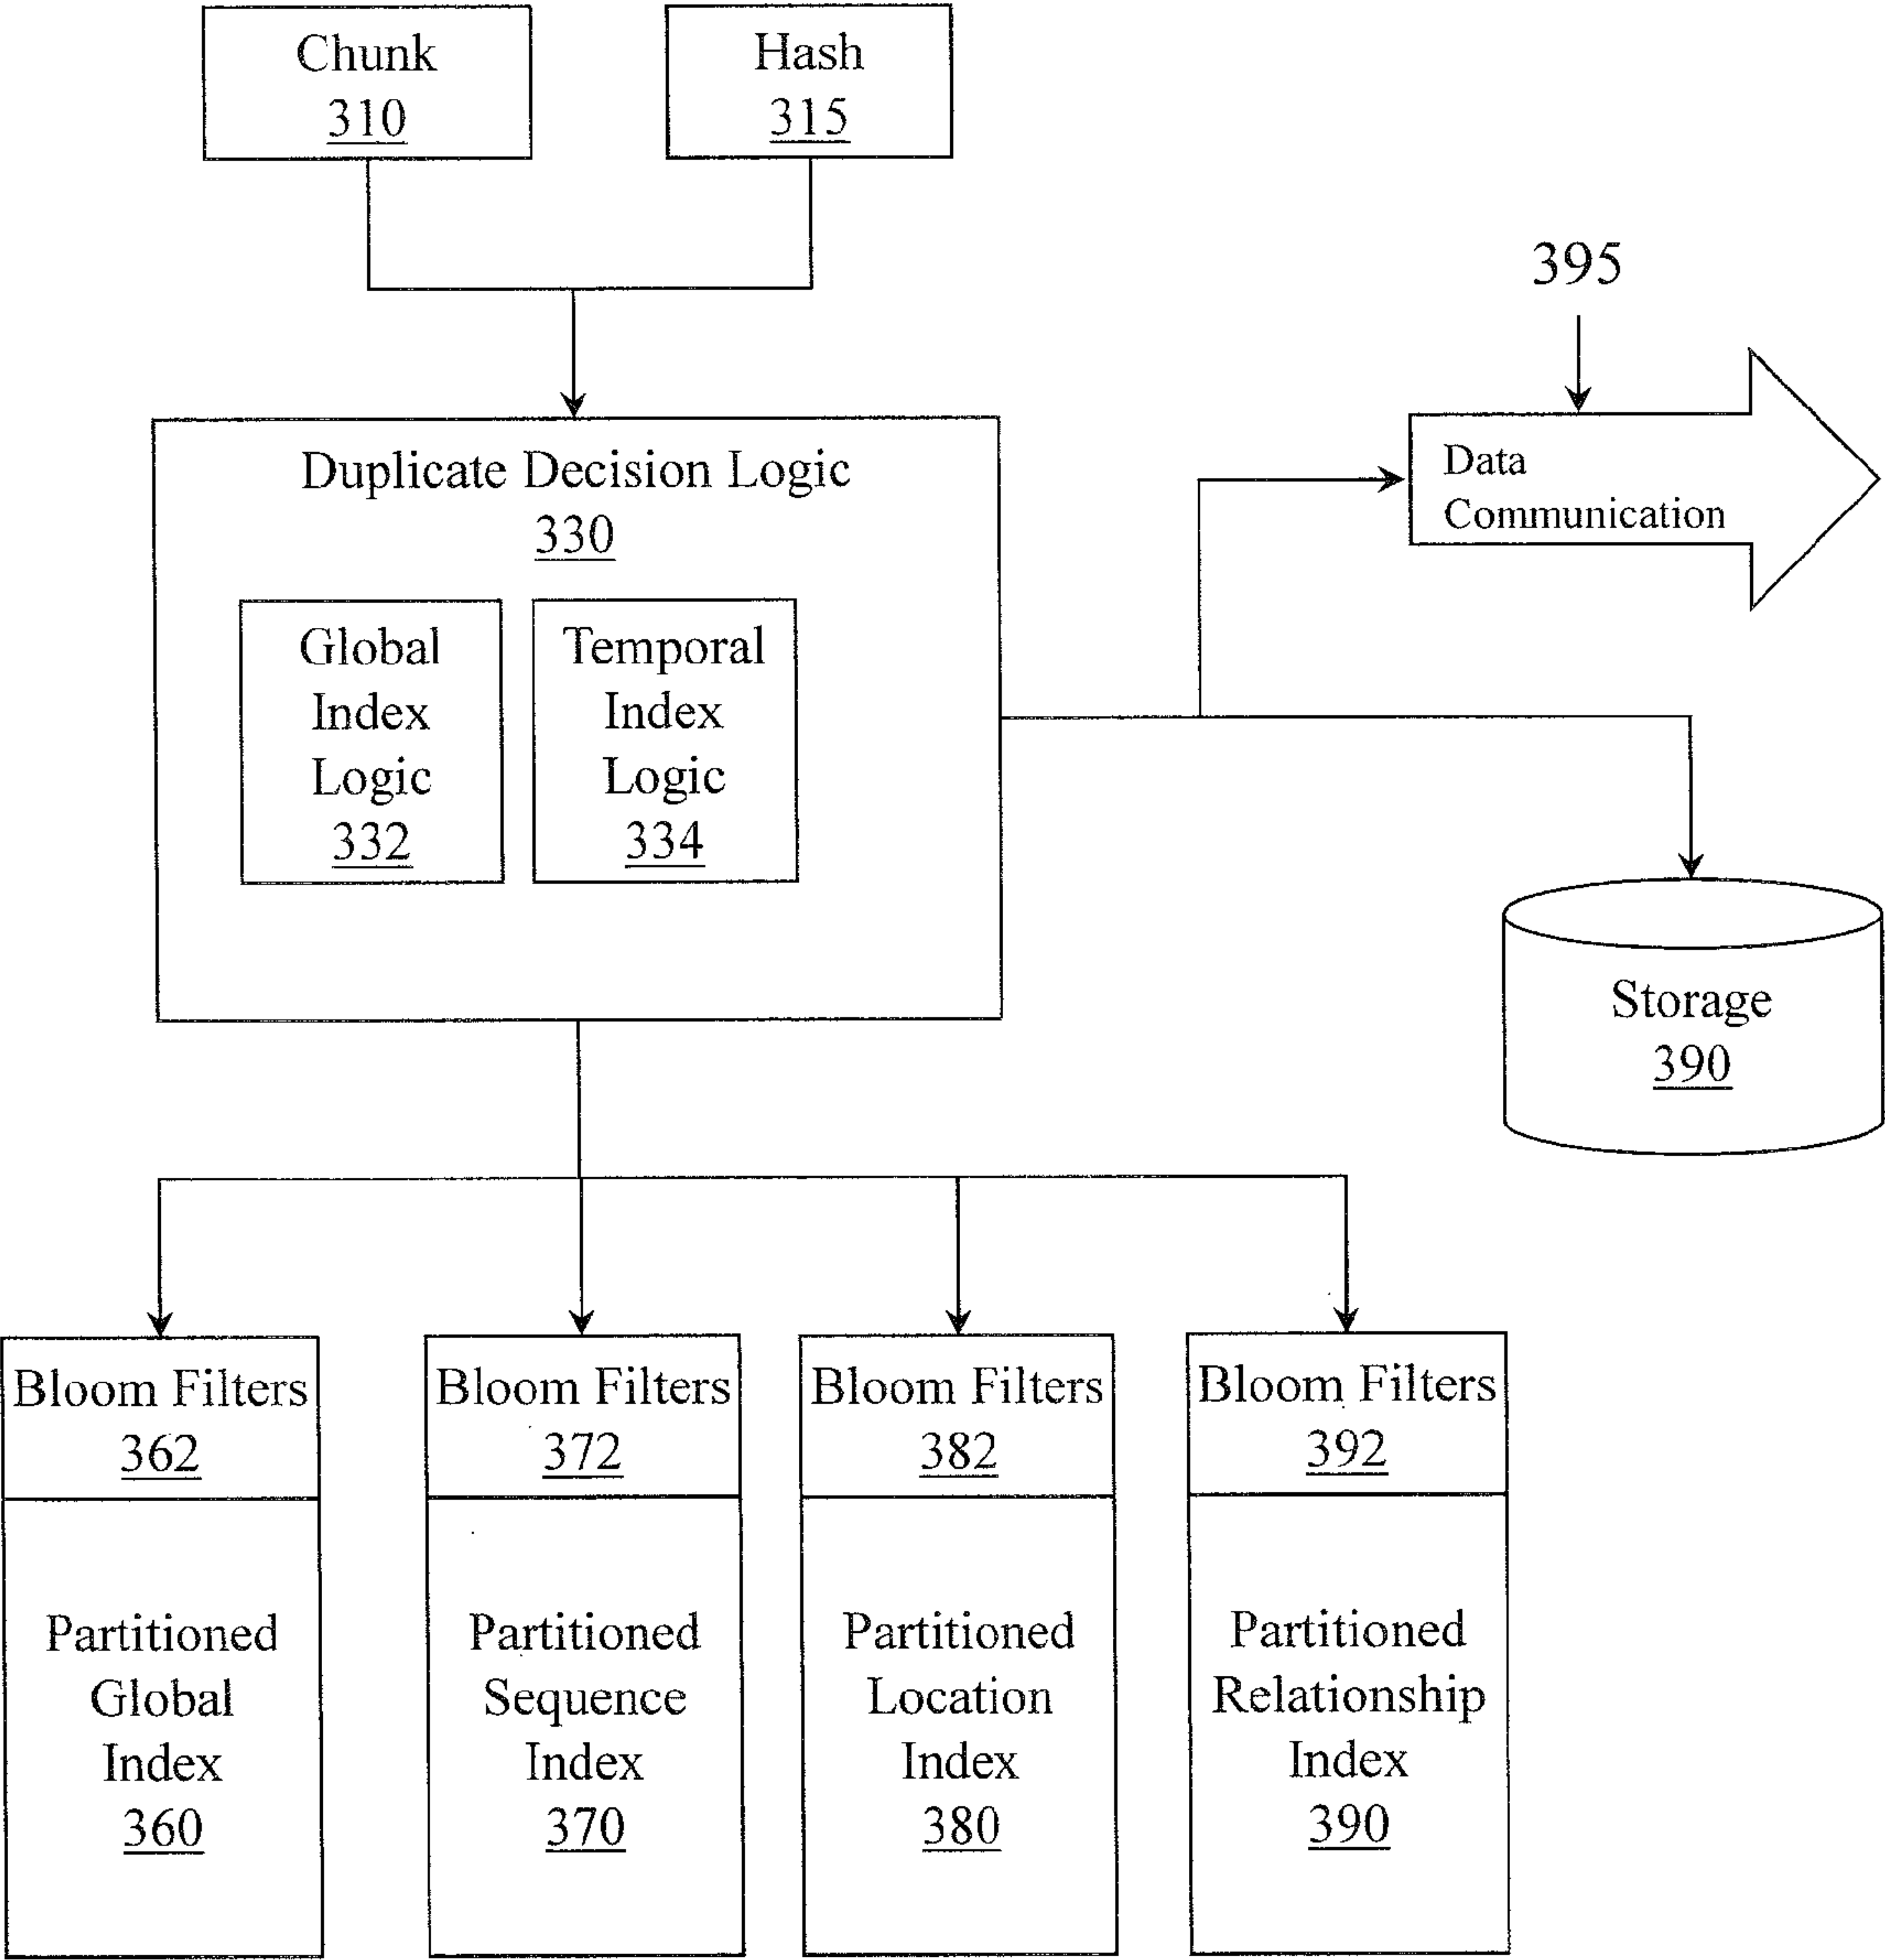 Chunk
310
Hash
315
395
Data
Communication
Duplicate Decision Logic
330
Global
Index
Logic
332
Temporal
Index
Logic
334
Storage
390
Bloom Filters
362
Partitioned
Global
Index
360
Bloom Filters
372
Partitioned
Sequence
Index
370
Bloom Filters
382
Partitioned
Location
Index
380
Bloom Filters
392
Partitioned
Relationship
Index
390